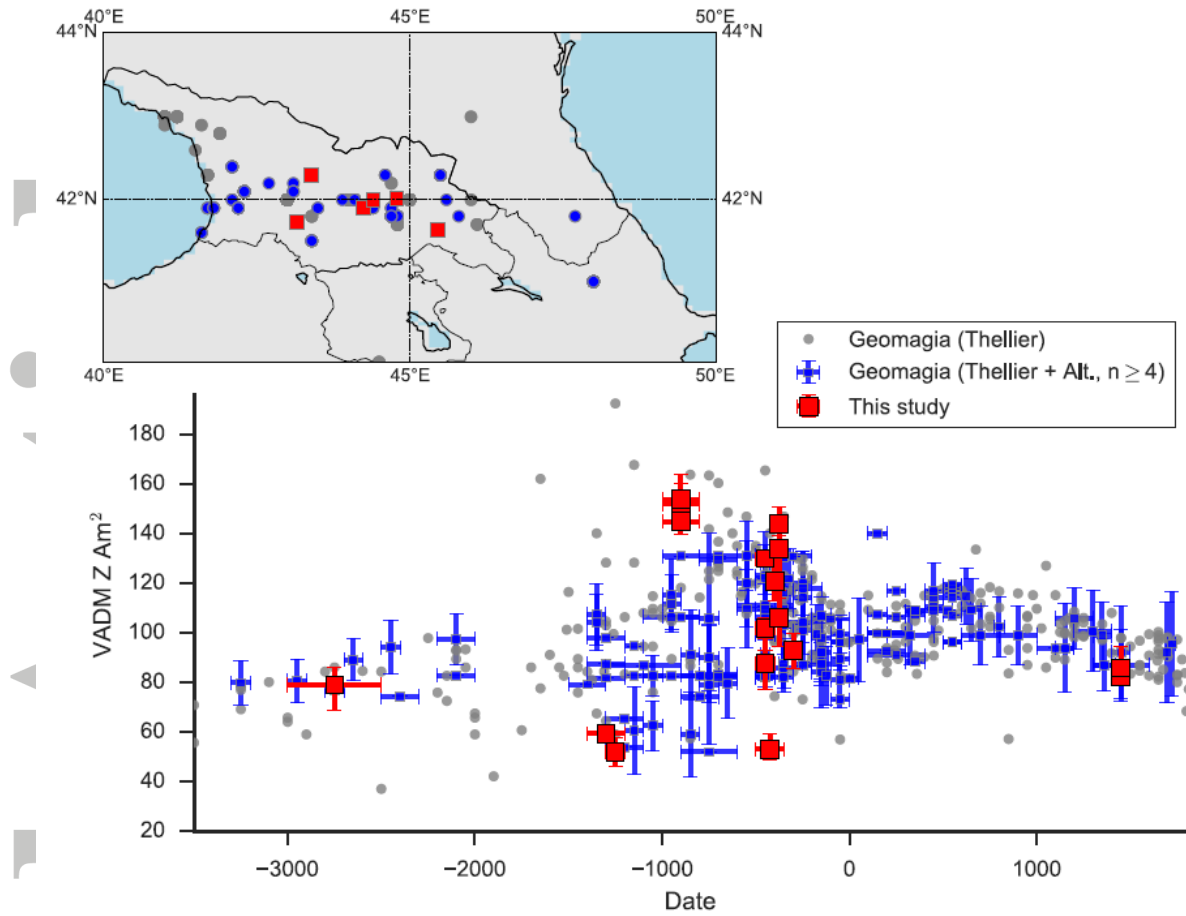 40°E 45°E 50°E
44°N 44°N
42°N 42°N
40°E 45°E 50°E
Geomagia (Thellier)
Geomagia (Thellier + Alt., n ≥ 4)
This study
VADM Z Am²
180
160
140
120
100
80
60
40
20
−3000 −2000 −1000 0 1000
Date